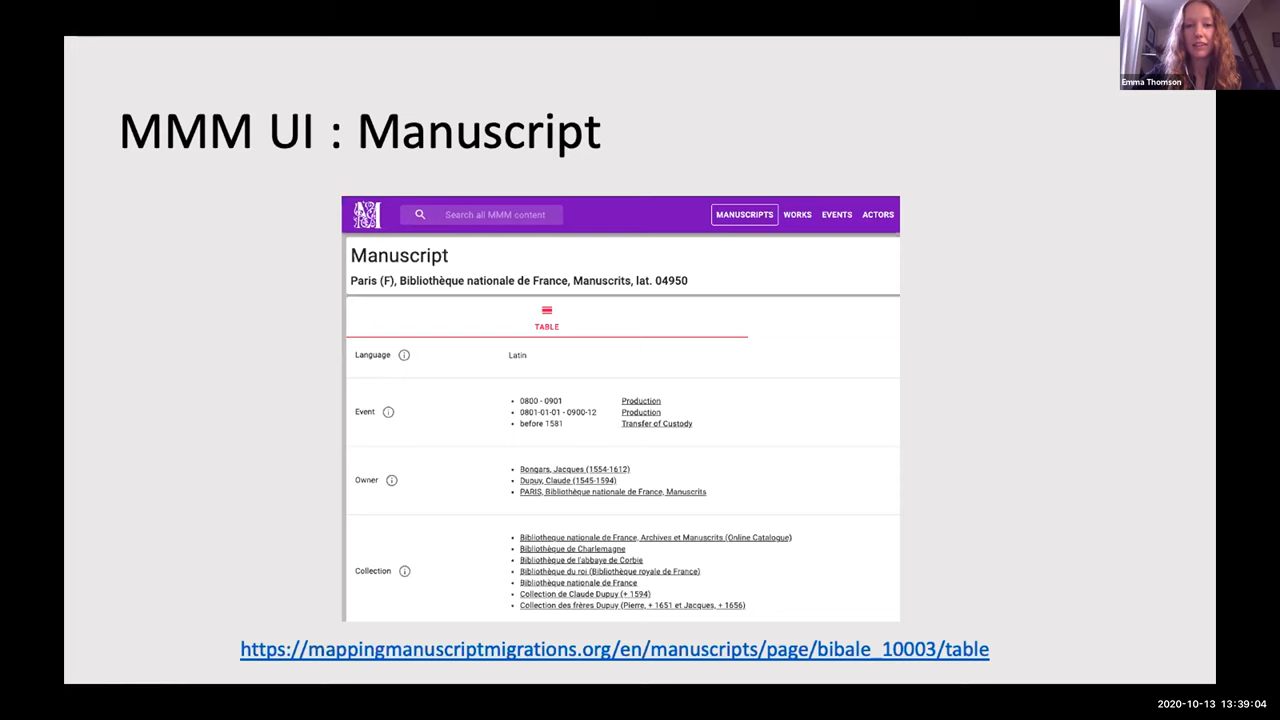 Emma Thomson
MMM UI : Manuscript
Search all MMM content
MANUSCRIPTS
WORKS
EVENTS
ACTORS
Manuscript
Paris (F), Bibliothèque nationale de France, Manuscrits, lat. 04950
TABLE
Language
Latin
Event
• 0800 - 0901 Production
• 0801-01-01 - 0900-12 Production
• before 1581 Transfer of Custody
Owner
• Bongars, Jacques (1554-1612)
• Dupuy, Claude (1545-1594)
• PARIS, Bibliothèque nationale de France, Manuscrits
Collection
• Bibliotheque nationale de France, Archives et Manuscrits (Online Catalogue)
• Bibliothèque de Charlemagne
• Bibliothèque de l'abbaye de Corbie
• Bibliothèque du roi (Bibliothèque royale de France)
• Bibliothèque nationale de France
• Collection de Claude Dupuy (+ 1594)
• Collection des frères Dupuy (Pierre, + 1651 et Jacques, + 1656)
https://mappingmanuscriptmigrations.org/en/manuscripts/page/bibale_10003/table
2020-10-13 13:39:04